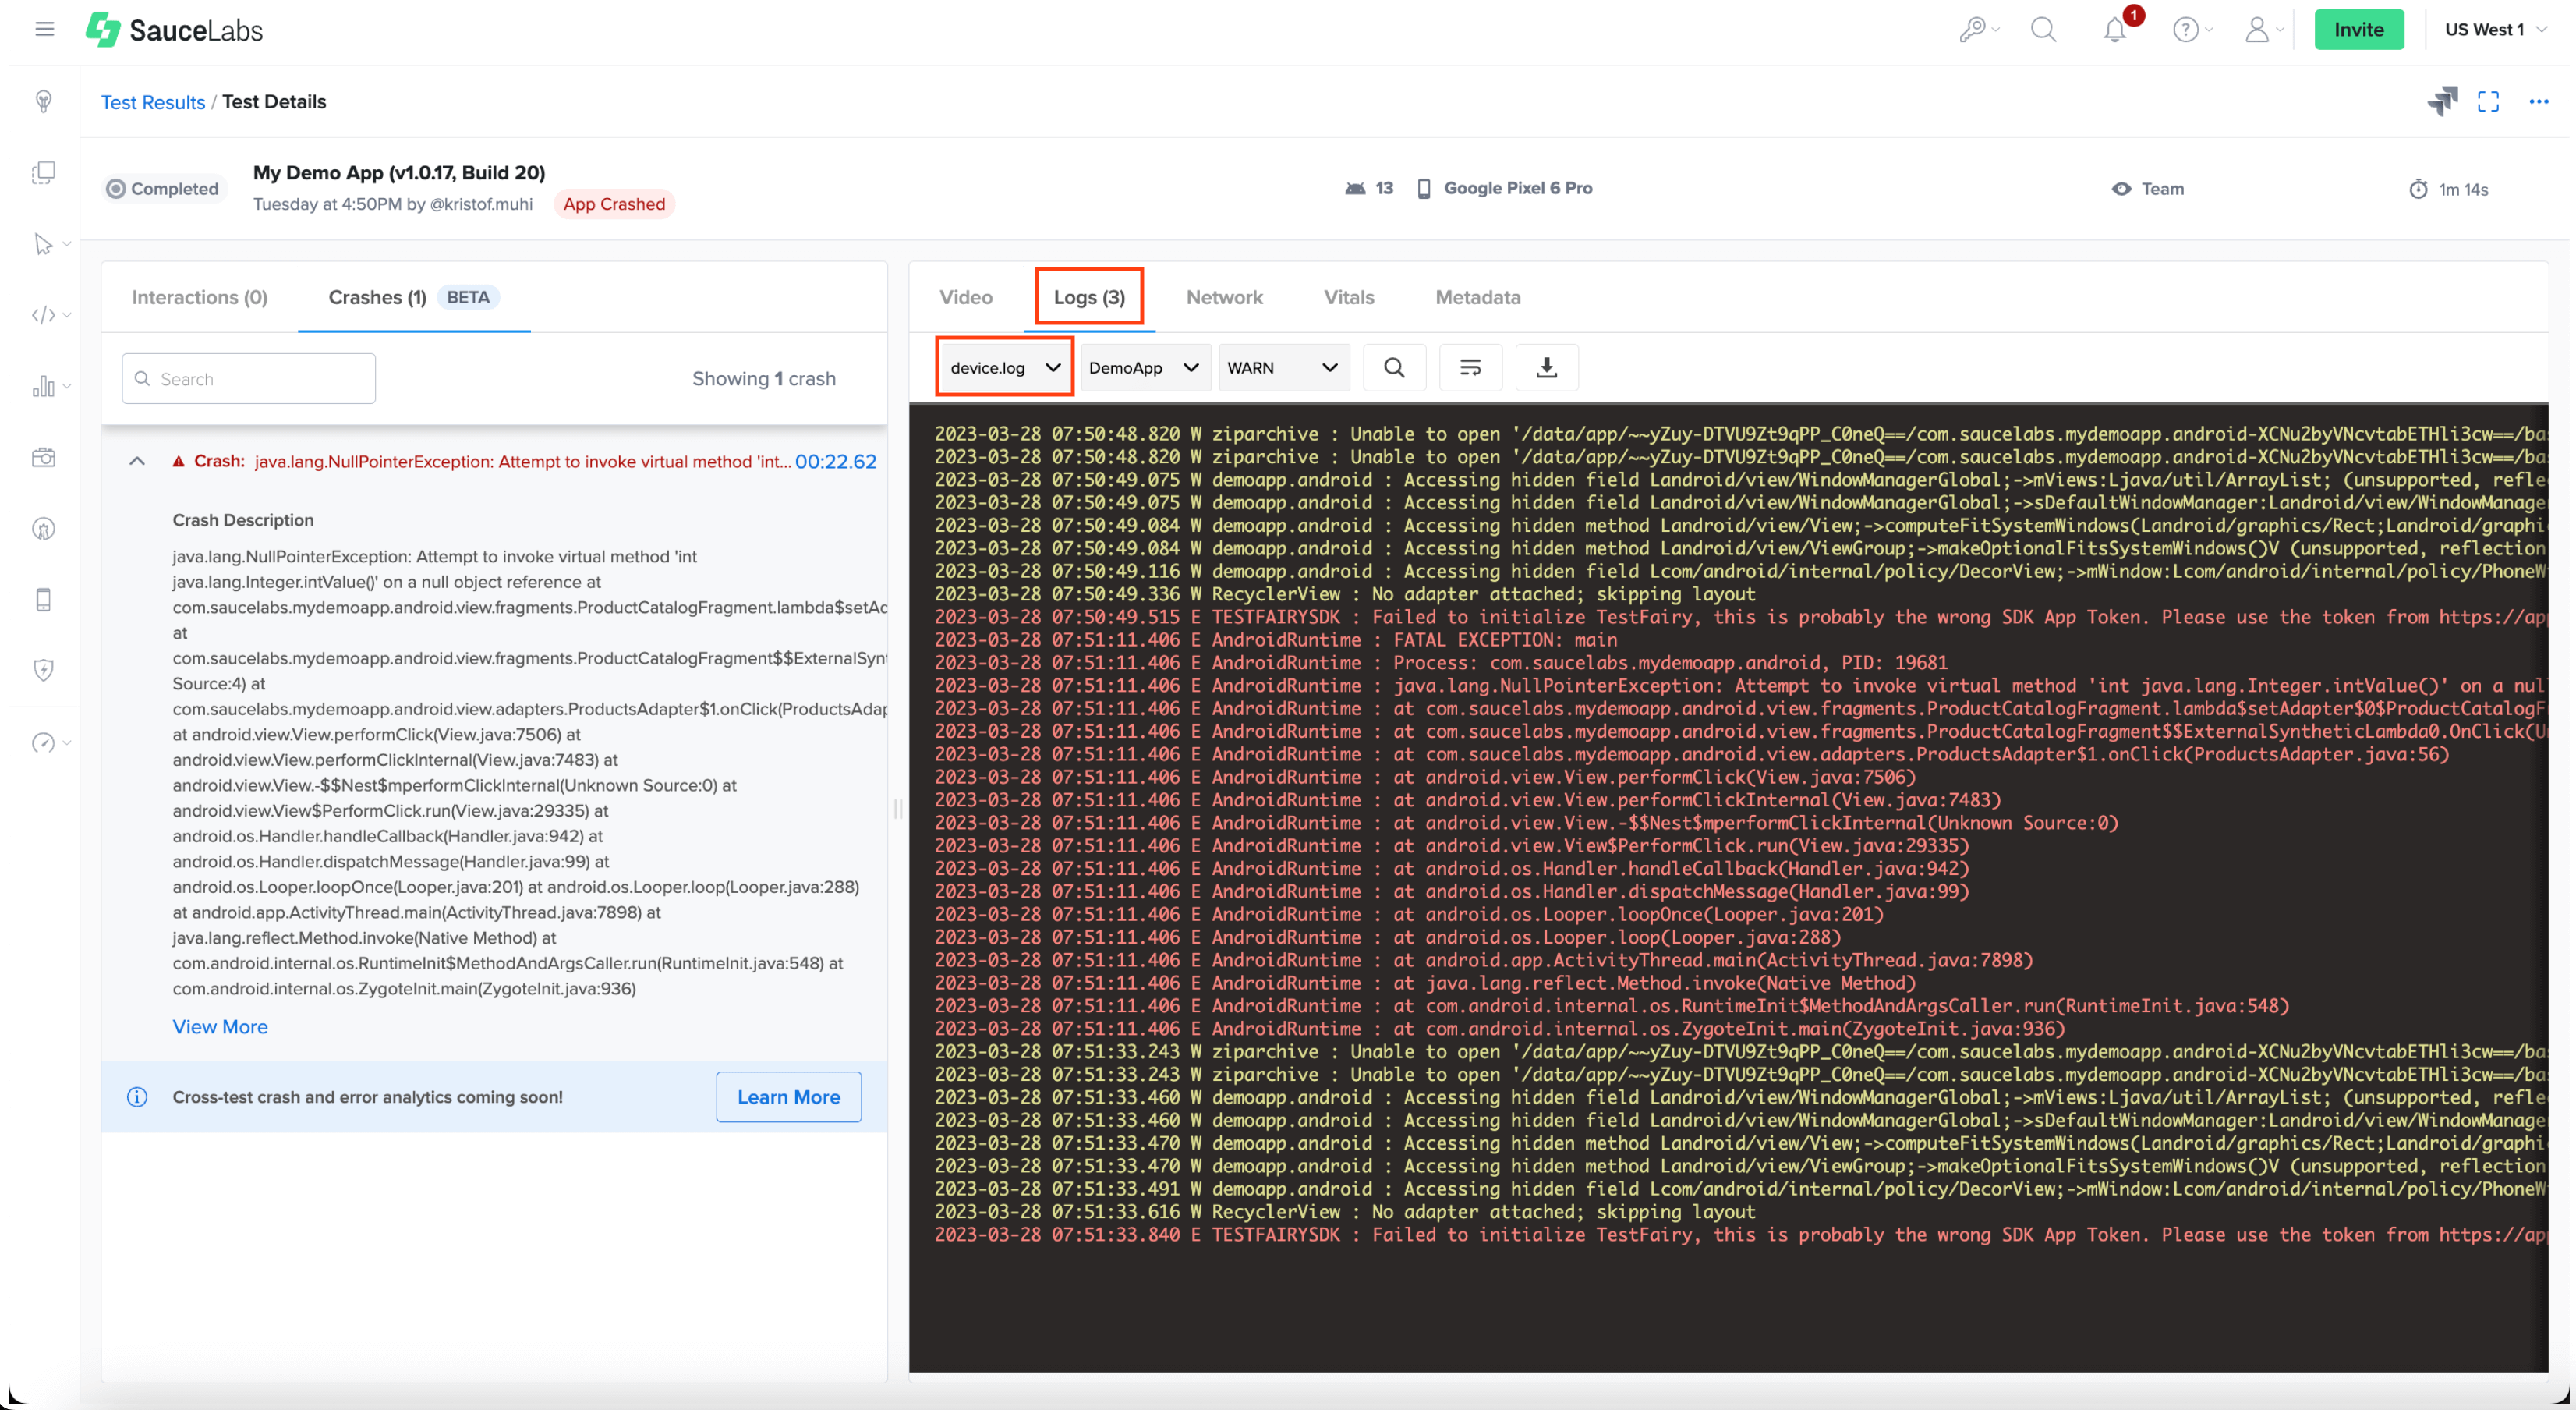 SauceLabs
1
Invite
US West 1
Test Results / Test Details
Completed
My Demo App (v1.0.17, Build 20)
Tuesday at 4:50PM by @kristof.muhi
App Crashed
13
Google Pixel 6 Pro
Team
1m 14s
Interactions (0)
Crashes (1)
BETA
Search
Showing 1 crash
Crash: java.lang.NullPointerException: Attempt to invoke virtual method 'int... 00:22.62
Crash Description
java.lang.NullPointerException: Attempt to invoke virtual method 'int
java.lang.Integer.intValue()' on a null object reference at
com.saucelabs.mydemoapp.android.view.fragments.ProductCatalogFragment.lambda$setAc
at
com.saucelabs.mydemoapp.android.view.fragments.ProductCatalogFragment$$ExternalSyn
Source:4) at
com.saucelabs.mydemoapp.android.view.adapters.ProductsAdapter$1.onClick(ProductsAdap
at android.view.View.performClick(View.java:7506) at
android.view.View.performClickInternal(View.java:7483) at
android.view.View.-$$Nest$mperformClickInternal(Unknown Source:0) at
android.view.View$PerformClick.run(View.java:29335) at
android.os.Handler.handleCallback(Handler.java:942) at
android.os.Handler.dispatchMessage(Handler.java:99) at
android.os.Looper.loopOnce(Looper.java:201) at android.os.Looper.loop(Looper.java:288)
at android.app.ActivityThread.main(ActivityThread.java:7898) at
java.lang.reflect.Method.invoke(Native Method) at
com.android.internal.os.RuntimeInit$MethodAndArgsCaller.run(RuntimeInit.java:548) at
com.android.internal.os.ZygoteInit.main(ZygoteInit.java:936)
View More
Cross-test crash and error analytics coming soon!
Learn More
Video
Logs (3)
Network
Vitals
Metadata
device.log
DemoApp
WARN
2023-03-28 07:50:48.820 W ziparchive : Unable to open '/data/app/~~yZuy-DTVU9Zt9qPP_C0neQ==/com.saucelabs.mydemoapp.android-XCNu2byVNcvtabETHli3cw==/ba
2023-03-28 07:50:48.820 W ziparchive : Unable to open '/data/app/~~yZuy-DTVU9Zt9qPP_C0neQ==/com.saucelabs.mydemoapp.android-XCNu2byVNcvtabETHli3cw==/ba
2023-03-28 07:50:49.075 W demoapp.android : Accessing hidden field Landroid/view/WindowManagerGlobal;->mViews:Ljava/util/ArrayList; (unsupported, refle
2023-03-28 07:50:49.075 W demoapp.android : Accessing hidden field Landroid/view/WindowManagerGlobal;->sDefaultWindowManager:Landroid/view/WindowManage
2023-03-28 07:50:49.084 W demoapp.android : Accessing hidden method Landroid/view/View;->computeFitSystemWindows(Landroid/graphics/Rect;Landroid/graphi
2023-03-28 07:50:49.084 W demoapp.android : Accessing hidden method Landroid/view/ViewGroup;->makeOptionalFitsSystemWindows()V (unsupported, reflection
2023-03-28 07:50:49.116 W demoapp.android : Accessing hidden field Lcom/android/internal/policy/DecorView;->mWindow:Lcom/android/internal/policy/PhoneW
2023-03-28 07:50:49.336 W RecyclerView : No adapter attached; skipping layout
2023-03-28 07:50:49.515 E TESTFAIRYSDK : Failed to initialize TestFairy, this is probably the wrong SDK App Token. Please use the token from https://ap
2023-03-28 07:51:11.406 E AndroidRuntime : FATAL EXCEPTION: main
2023-03-28 07:51:11.406 E AndroidRuntime : Process: com.saucelabs.mydemoapp.android, PID: 19681
2023-03-28 07:51:11.406 E AndroidRuntime : java.lang.NullPointerException: Attempt to invoke virtual method 'int java.lang.Integer.intValue()' on a nul
2023-03-28 07:51:11.406 E AndroidRuntime : at com.saucelabs.mydemoapp.android.view.fragments.ProductCatalogFragment.lambda$setAdapter$0$ProductCatalogF
2023-03-28 07:51:11.406 E AndroidRuntime : at com.saucelabs.mydemoapp.android.view.fragments.ProductCatalogFragment$$ExternalSyntheticLambda0.OnClick(U
2023-03-28 07:51:11.406 E AndroidRuntime : at com.saucelabs.mydemoapp.android.view.adapters.ProductsAdapter$1.onClick(ProductsAdapter.java:56)
2023-03-28 07:51:11.406 E AndroidRuntime : at android.view.View.performClick(View.java:7506)
2023-03-28 07:51:11.406 E AndroidRuntime : at android.view.View.performClickInternal(View.java:7483)
2023-03-28 07:51:11.406 E AndroidRuntime : at android.view.View.-$$Nest$mperformClickInternal(Unknown Source:0)
2023-03-28 07:51:11.406 E AndroidRuntime : at android.view.View$PerformClick.run(View.java:29335)
2023-03-28 07:51:11.406 E AndroidRuntime : at android.os.Handler.handleCallback(Handler.java:942)
2023-03-28 07:51:11.406 E AndroidRuntime : at android.os.Handler.dispatchMessage(Handler.java:99)
2023-03-28 07:51:11.406 E AndroidRuntime : at android.os.Looper.loopOnce(Looper.java:201)
2023-03-28 07:51:11.406 E AndroidRuntime : at android.os.Looper.loop(Looper.java:288)
2023-03-28 07:51:11.406 E AndroidRuntime : at android.app.ActivityThread.main(ActivityThread.java:7898)
2023-03-28 07:51:11.406 E AndroidRuntime : at java.lang.reflect.Method.invoke(Native Method)
2023-03-28 07:51:11.406 E AndroidRuntime : at com.android.internal.os.RuntimeInit$MethodAndArgsCaller.run(RuntimeInit.java:548)
2023-03-28 07:51:11.406 E AndroidRuntime : at com.android.internal.os.ZygoteInit.main(ZygoteInit.java:936)
2023-03-28 07:51:33.243 W ziparchive : Unable to open '/data/app/~~yZuy-DTVU9Zt9qPP_C0neQ==/com.saucelabs.mydemoapp.android-XCNu2byVNcvtabETHli3cw==/ba
2023-03-28 07:51:33.243 W ziparchive : Unable to open '/data/app/~~yZuy-DTVU9Zt9qPP_C0neQ==/com.saucelabs.mydemoapp.android-XCNu2byVNcvtabETHli3cw==/ba
2023-03-28 07:51:33.460 W demoapp.android : Accessing hidden field Landroid/view/WindowManagerGlobal;->mViews:Ljava/util/ArrayList; (unsupported, refle
2023-03-28 07:51:33.460 W demoapp.android : Accessing hidden field Landroid/view/WindowManagerGlobal;->sDefaultWindowManager:Landroid/view/WindowManage
2023-03-28 07:51:33.470 W demoapp.android : Accessing hidden method Landroid/view/View;->computeFitSystemWindows(Landroid/graphics/Rect;Landroid/graphi
2023-03-28 07:51:33.470 W demoapp.android : Accessing hidden method Landroid/view/ViewGroup;->makeOptionalFitsSystemWindows()V (unsupported, reflection
2023-03-28 07:51:33.491 W demoapp.android : Accessing hidden field Lcom/android/internal/policy/DecorView;->mWindow:Lcom/android/internal/policy/PhoneW
2023-03-28 07:51:33.616 W RecyclerView : No adapter attached; skipping layout
2023-03-28 07:51:33.840 E TESTFAIRYSDK : Failed to initialize TestFairy, this is probably the wrong SDK App Token. Please use the token from https://ap